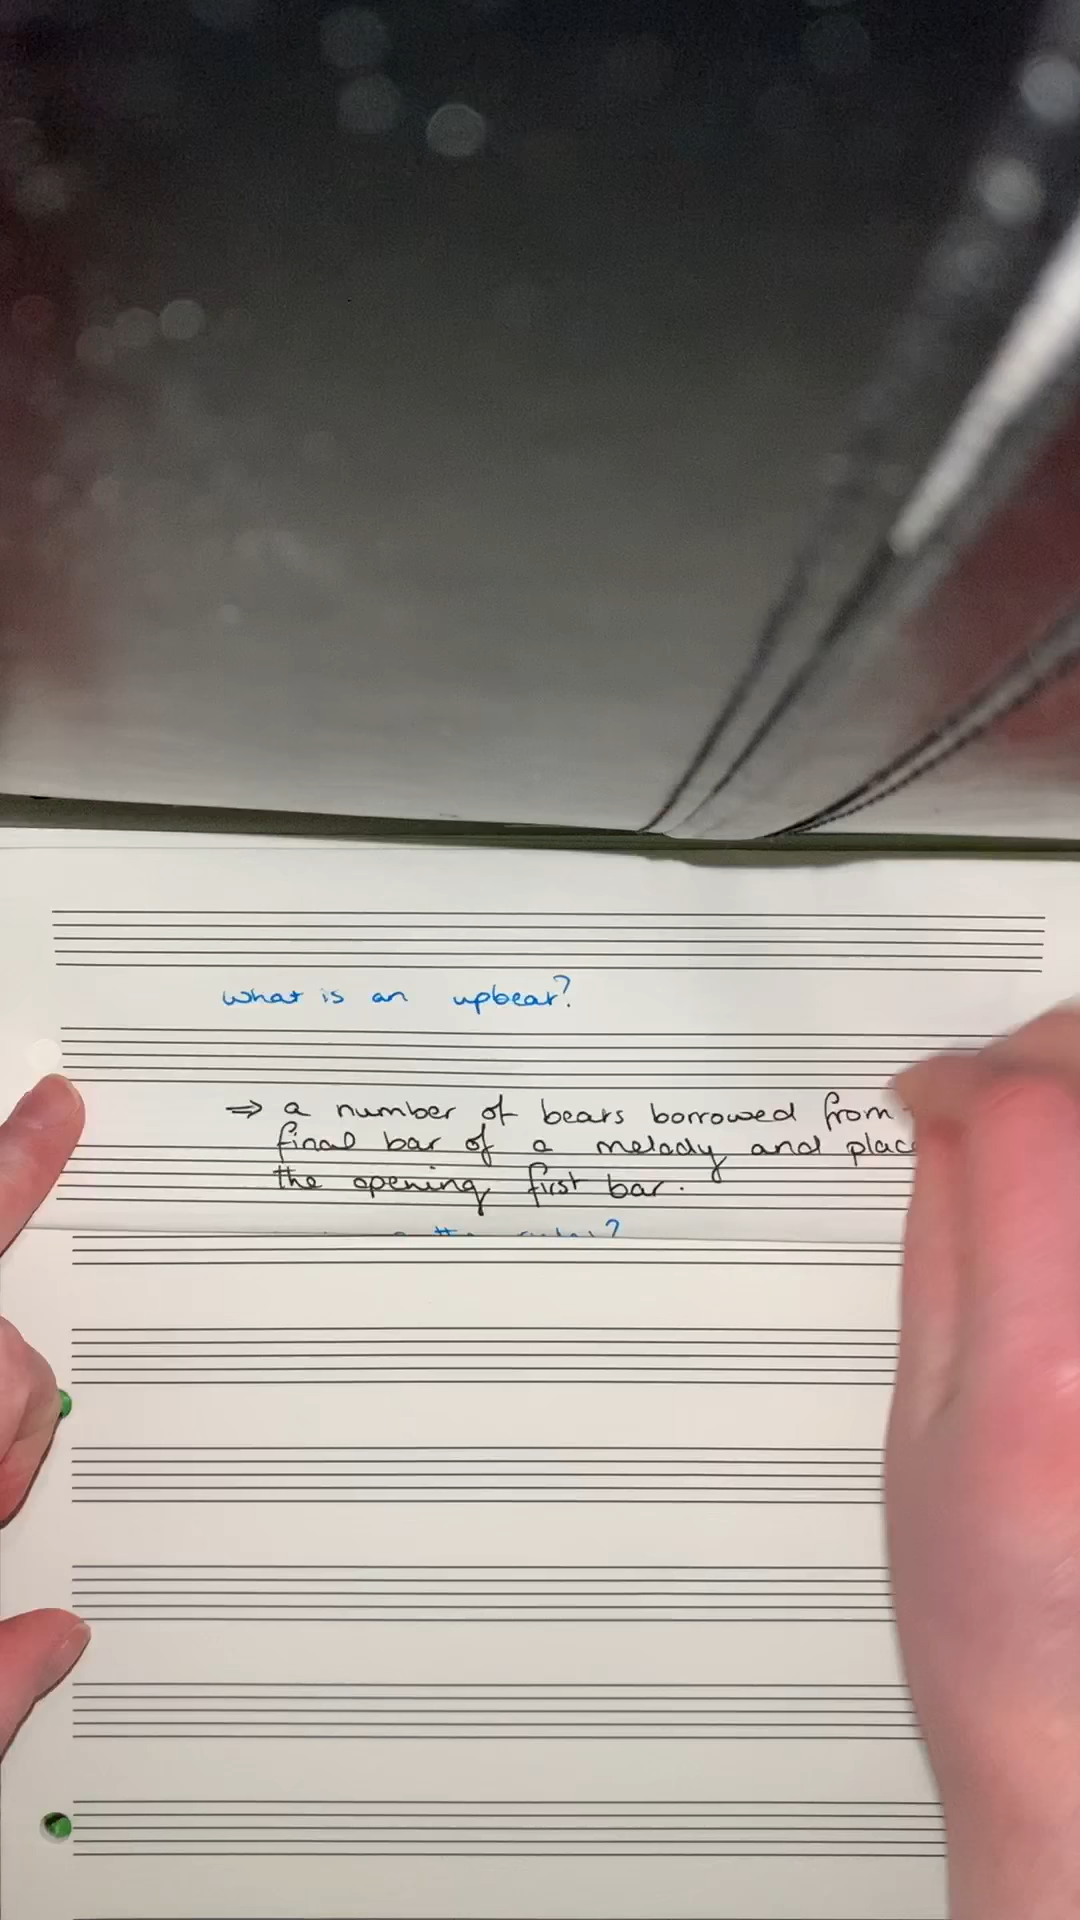 What is an upbeat?
⇒ a number of beats borrowed from
final bar of a melody and plac
the opening first bar.
?